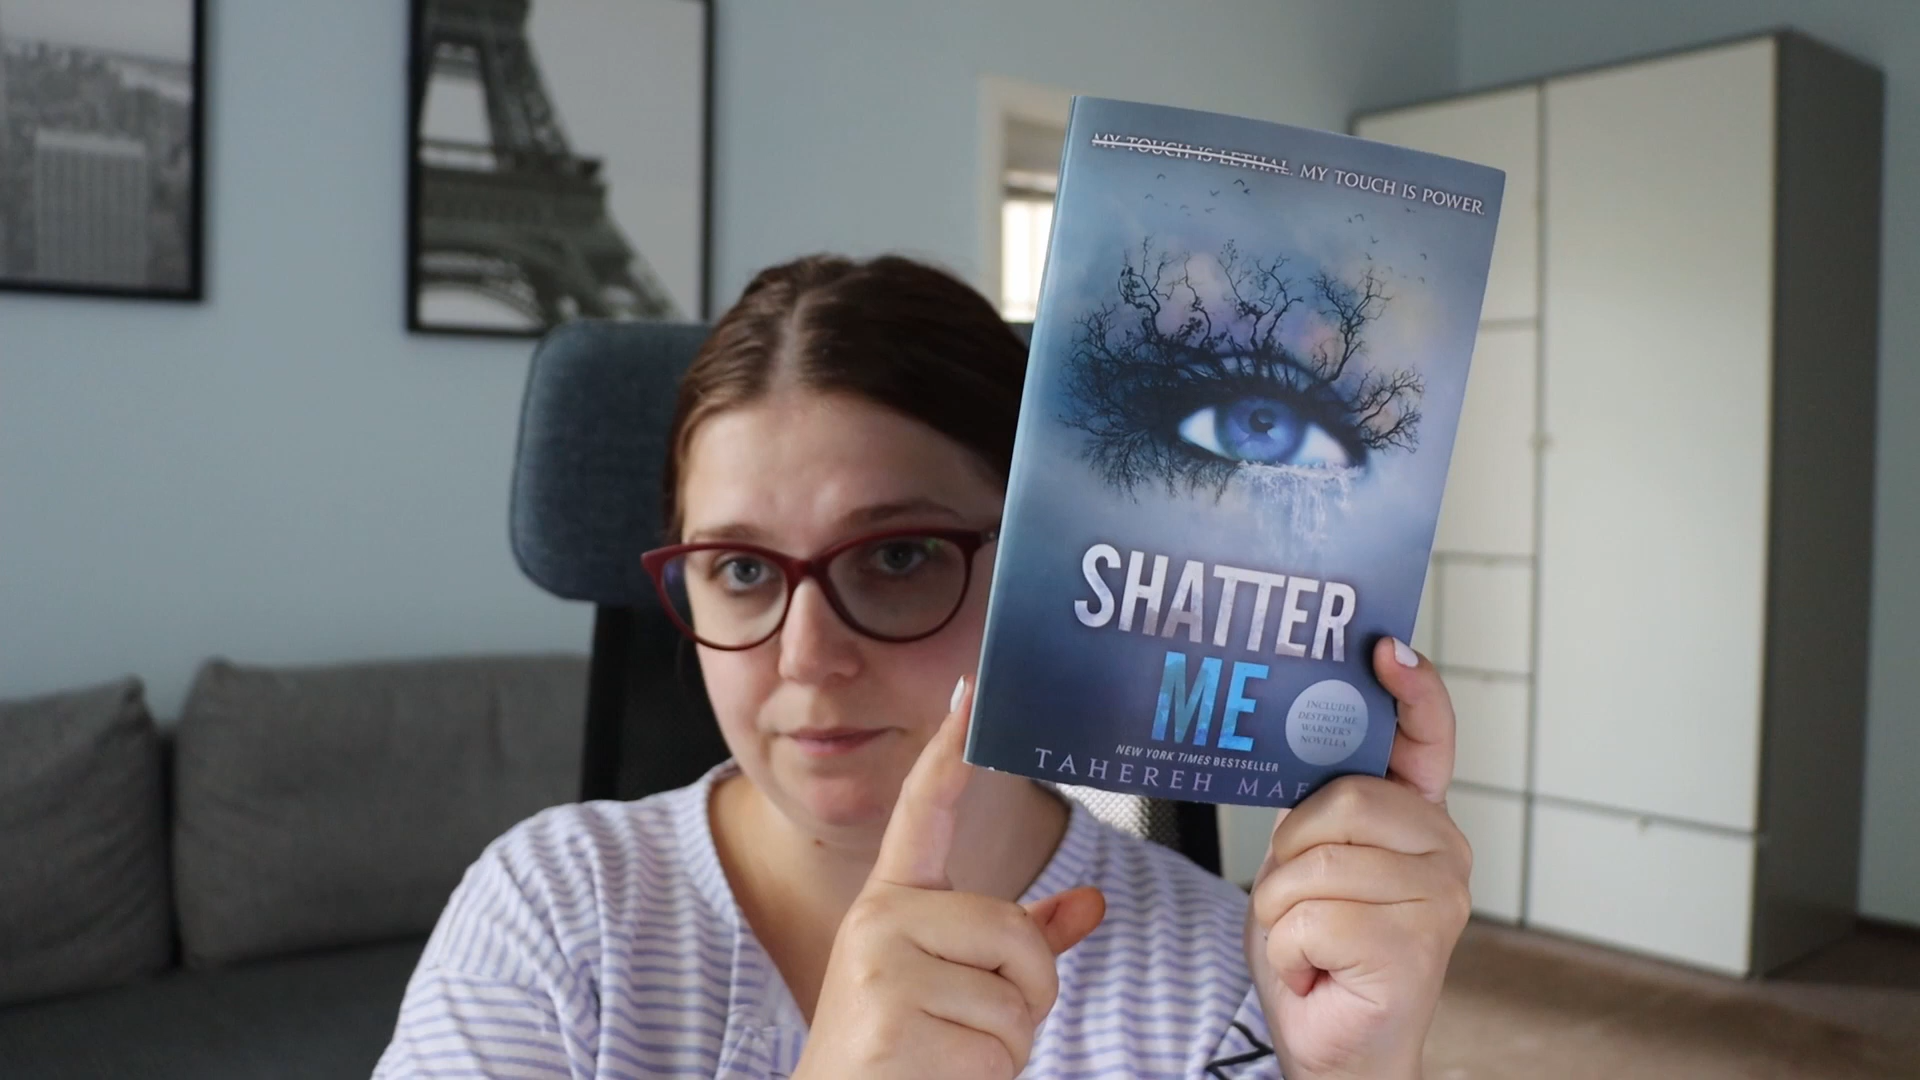 MY TOUCH IS LETHAL. MY TOUCH IS POWER.
SHATTER
ME
INCLUDES
DESTROY ME
WARNER'S
NOVELLA
NEW YORK TIMES BESTSELLER
TAHEREH MAF